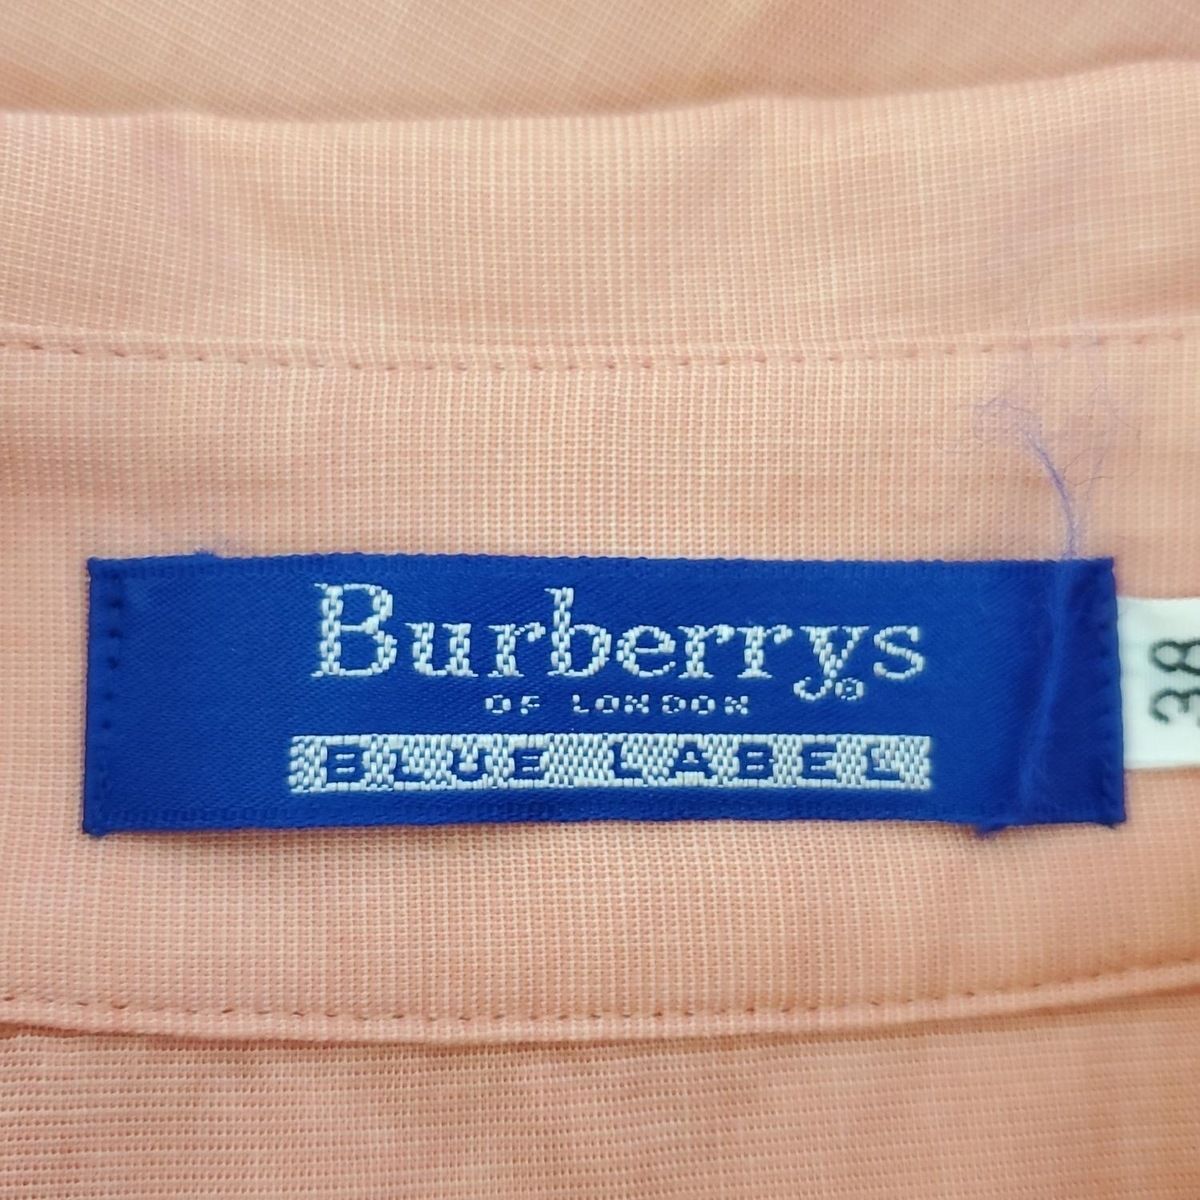 Burberrys®
OF LONDON
BLUE LABEL
38